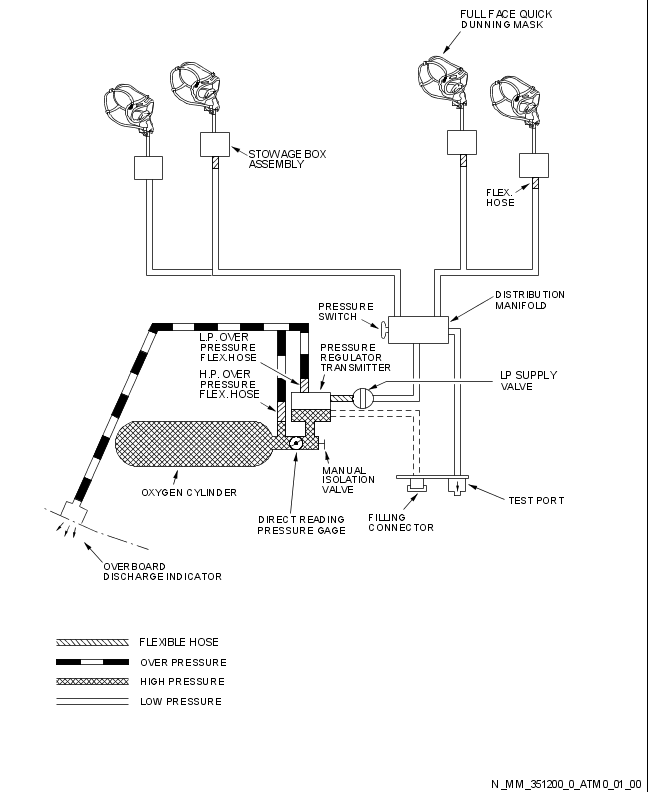 FULL FACE QUICK
DUNNING MASK
STOWAGE BOX
ASSEMBLY
FLEX.
HOSE
DISTRIBUTION
MANIFOLD
PRESSURE
SWITCH
L.P. OVER
PRESSURE
FLEX.HOSE
PRESSURE
REGULATOR
TRANSMITTER
H.P. OVER
PRESSURE
FLEX. HOSE
LP SUPPLY
VALVE
MANUAL
ISOLATION
VALVE
OXYGEN CYLINDER
TEST PORT
DIRECT READING
PRESSURE GAGE
FILLING
CONNECTOR
OVERBOARD
DISCHARGE INDICATOR
FLEXIBLE HOSE
OVER PRESSURE
HIGH PRESSURE
LOW PRESSURE
N_MM_351200_0_ATM0_01_00